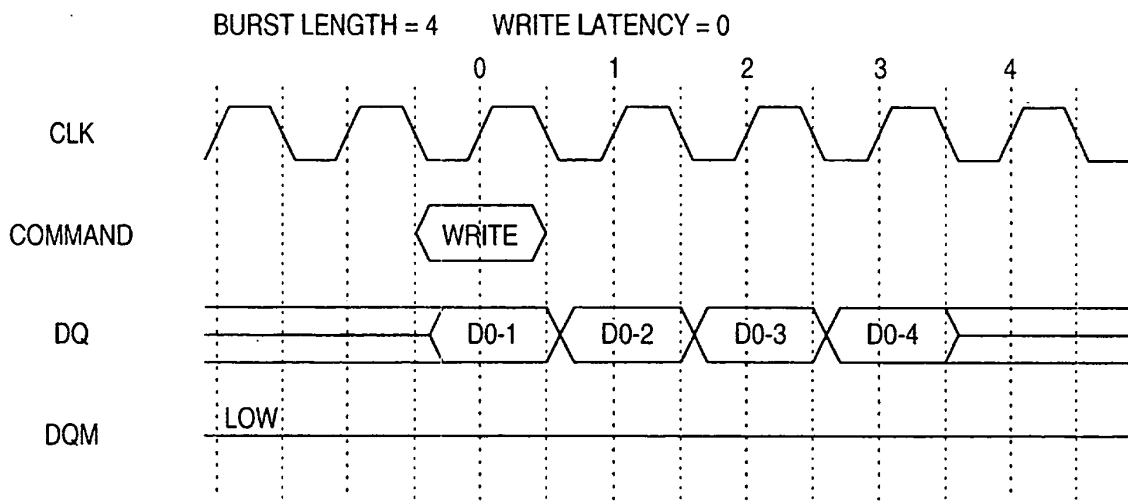 BURST LENGTH = 4 WRITE LATENCY = 0
0 1 2 3 4
CLK
COMMAND WRITE
DQ D0-1 D0-2 D0-3 D0-4
LOW
DQM